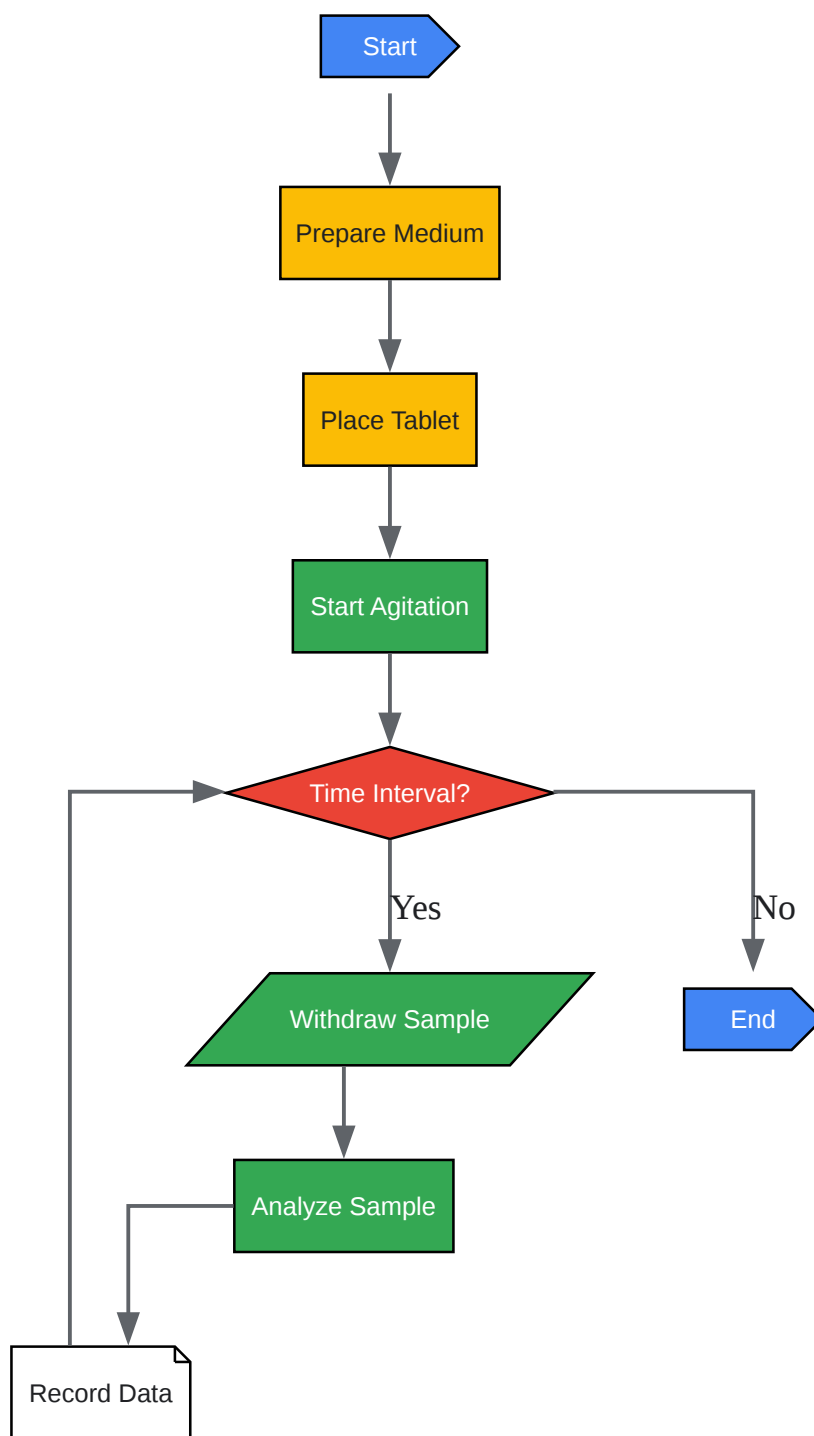 Start
Prepare Medium
Place Tablet
Start Agitation
Time Interval?
Yes
No
Withdraw Sample
End
Analyze Sample
Record Data